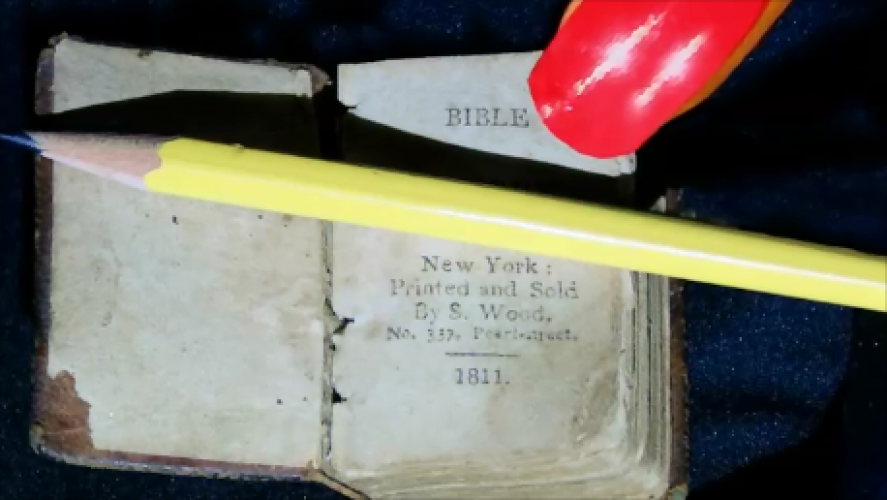 BIBLE
New York :
Printed and Sold
By S. Wood,
No. 357, Pearl-street.
1811.